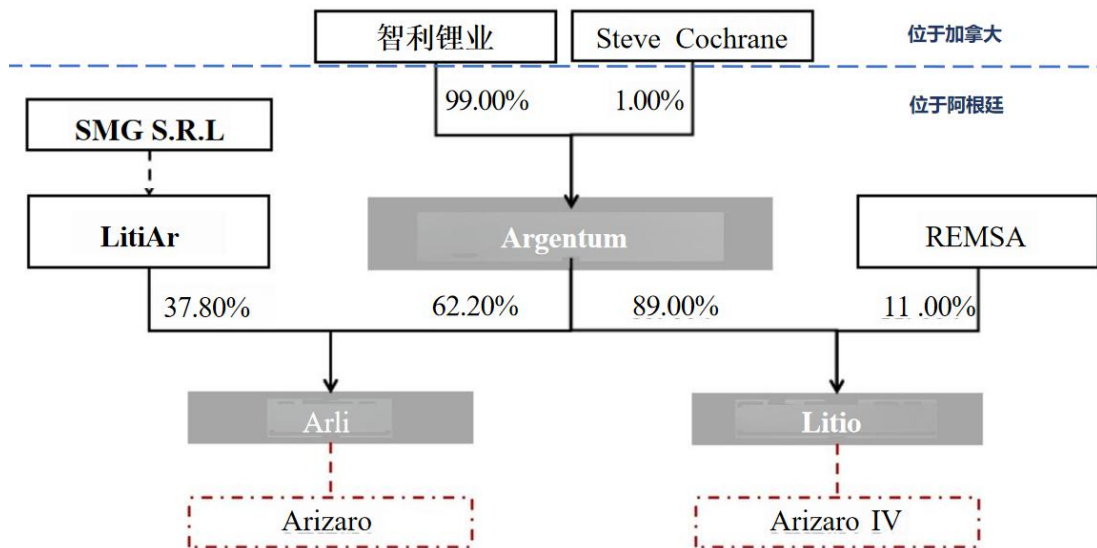 智利锂业
Steve Cochrane
位于加拿大
99.00%
1.00%
位于阿根廷
SMG S.R.L
LitiAr
Argentum
REMSA
37.80%
62.20%
89.00%
11 .00%
Arli
Litio
Arizaro
Arizaro IV